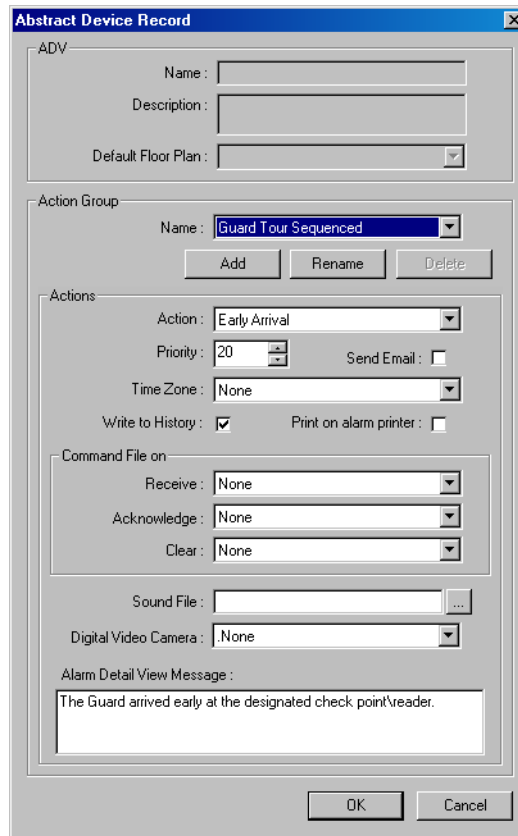 Abstract Device Record
ADV
Name :
Description :
Default Floor Plan :
Action Group
Name : Guard Tour Sequenced
Add Rename Delete
Actions
Action : Early Arrival
Priority : 20 Send Email :
Time Zone : None
Write to History : Print on alarm printer :
Command File on
Receive : None
Acknowledge : None
Clear : None
Sound File : ...
Digital Video Camera : .None
Alarm Detail View Message :
The Guard arrived early at the designated check point\reader.
OK Cancel